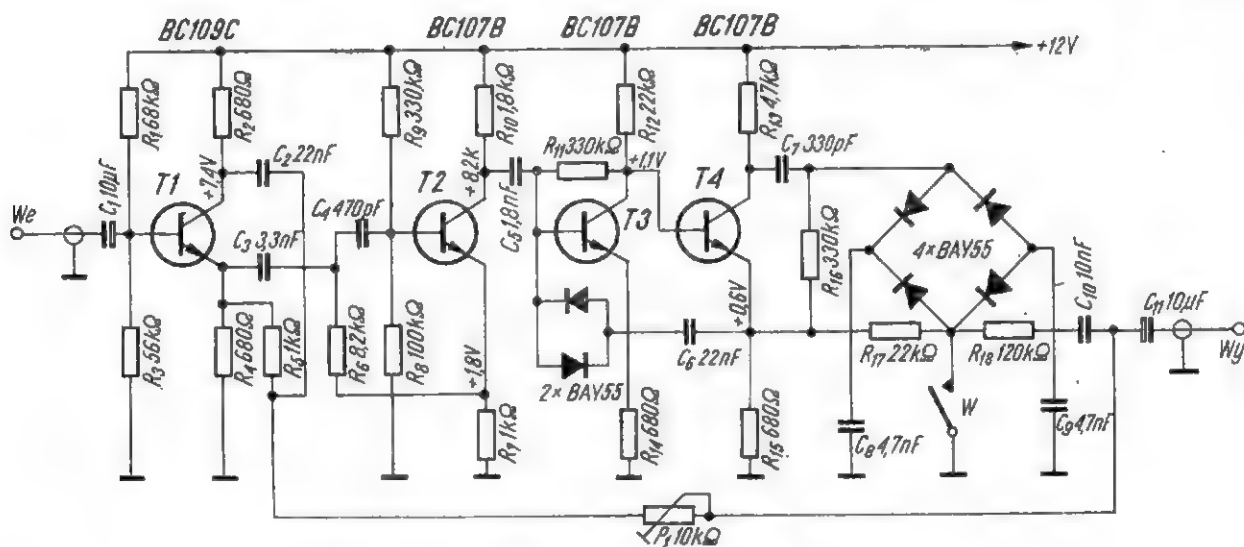 BC109C
BC107B
BC107B
BC107B
+12V
R₁ 68kΩ
R₂ 680Ω
R₉ 330kΩ
R₁₀ 1,8kΩ
R₁₂ 22kΩ
R₁₃ 4,7kΩ
C₂ 22nF
+7,4V
+8,2k
R₁₁ 330kΩ
+1,1V
C₇ 330pF
We
C₁ 10μF
T1
C₃ 3,3nF
C₄ 470pF
T2
C₅ 1,8nF
T3
T4
R₁₆ 330kΩ
4×BAY55
C₁₀ 10nF
C₁₁ 10μF
Wy
R₃ 56kΩ
R₄ 680Ω
R₅ 1kΩ
R₆ 8,2kΩ
R₈ 100kΩ
+1,8V
R₇ 1kΩ
2×BAY55
C₆ 22nF
+0,6V
R₁₇ 22kΩ
R₁₈ 120kΩ
R₁₄ 680Ω
R₁₅ 680Ω
C₈ 4,7nF
W
C₉ 4,7nF
P₁ 10kΩ